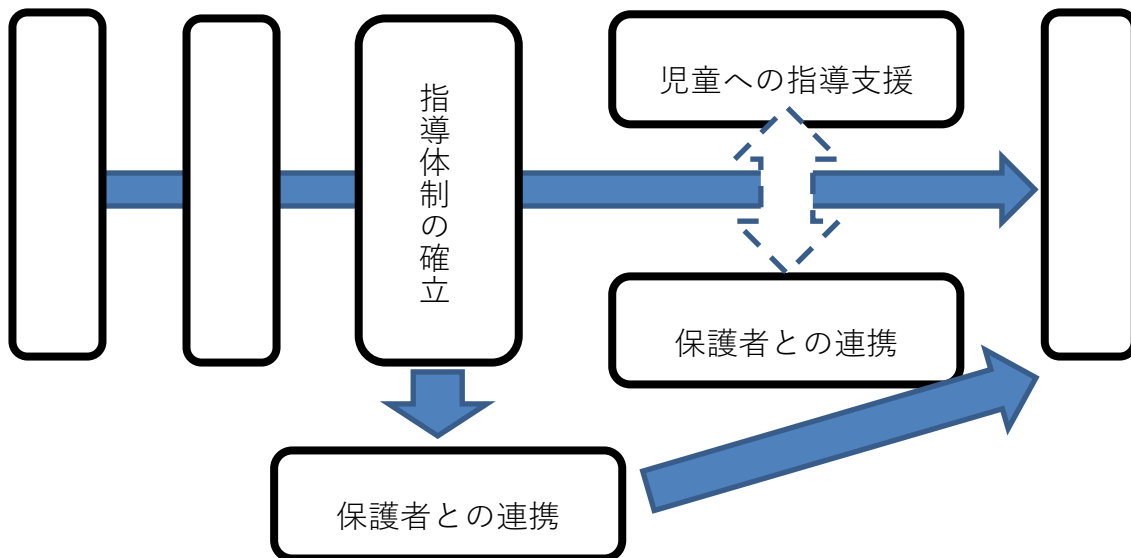 指導体制の確立
児童への指導支援
保護者との連携
保護者との連携